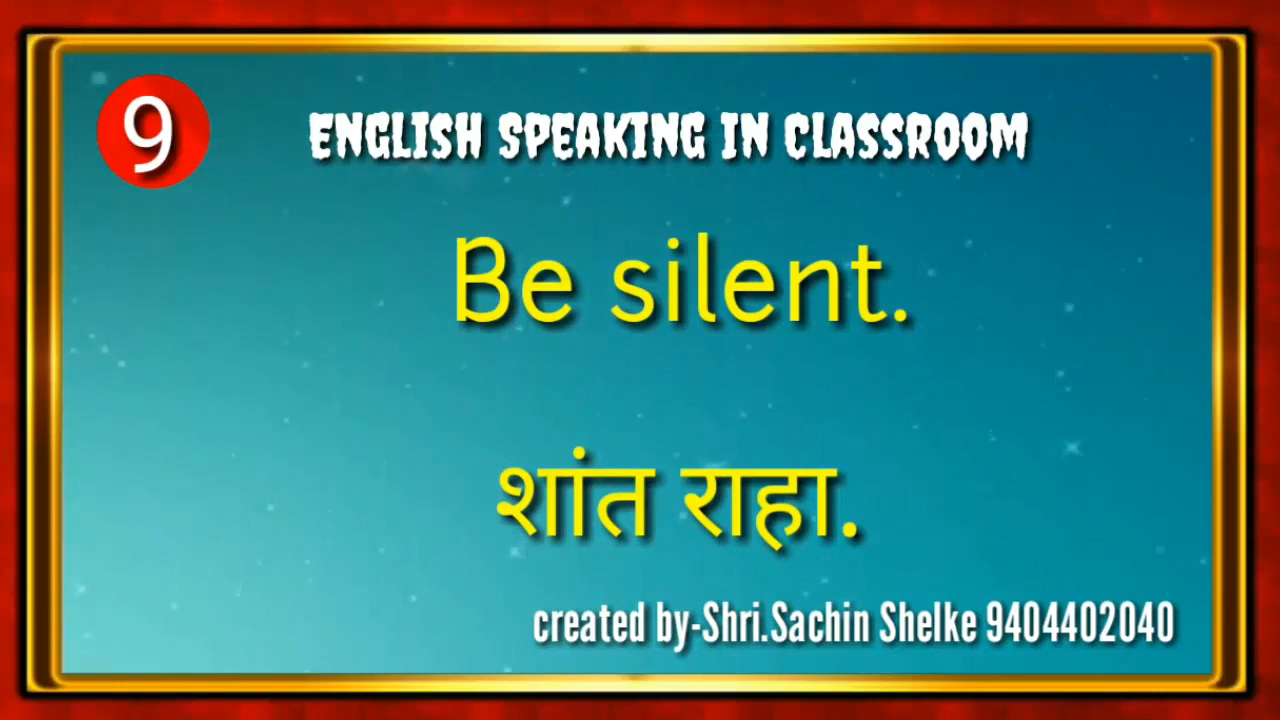 9
ENGLISH SPEAKING IN CLASSROOM
Be silent.
शांत राहा.
created by-Shri.Sachin Shelke 9404402040